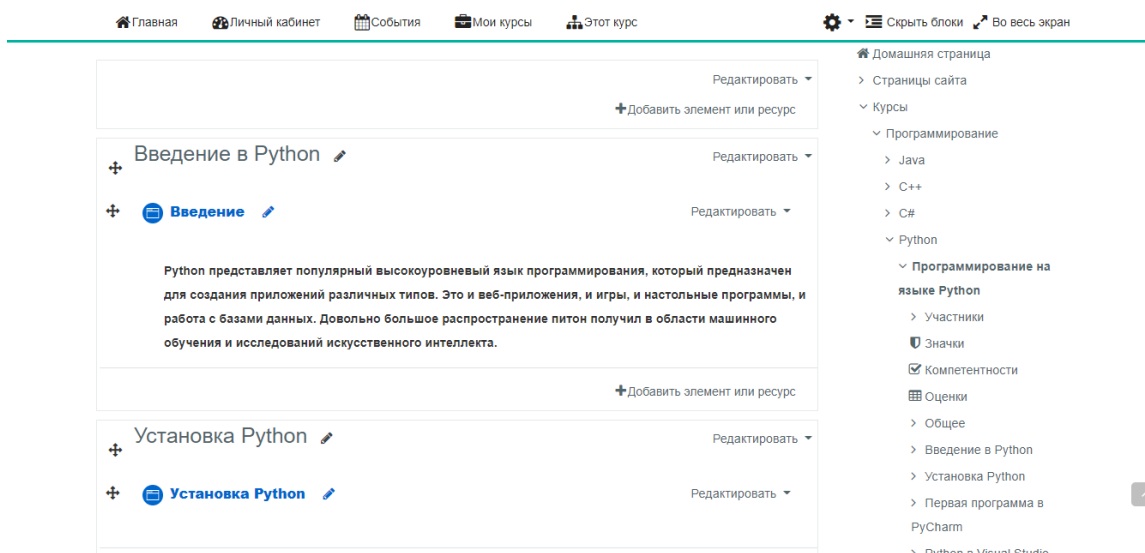 Главная Личный кабинет События Мои курсы Этот курс Скрыть блоки Во весь экран
Редактировать
Добавить элемент или ресурс
Введение в Python
Редактировать
Введение
Редактировать
Python представляет популярный высокоуровневый язык программирования, который предназначен
для создания приложений различных типов. Это и веб-приложения, и игры, и настольные программы, и
работа с базами данных. Довольно большое распространение питон получил в области машинного
обучения и исследований искусственного интеллекта.
Добавить элемент или ресурс
Установка Python
Редактировать
Установка Python
Редактировать
Домашняя страница
Страницы сайта
Курсы
Программирование
Java
C++
C#
Python
Программирование на
языке Python
Участники
Значки
Компетентности
Оценки
Общее
Введение в Python
Установка Python
Первая программа в
PyCharm
Python в Visual Studio